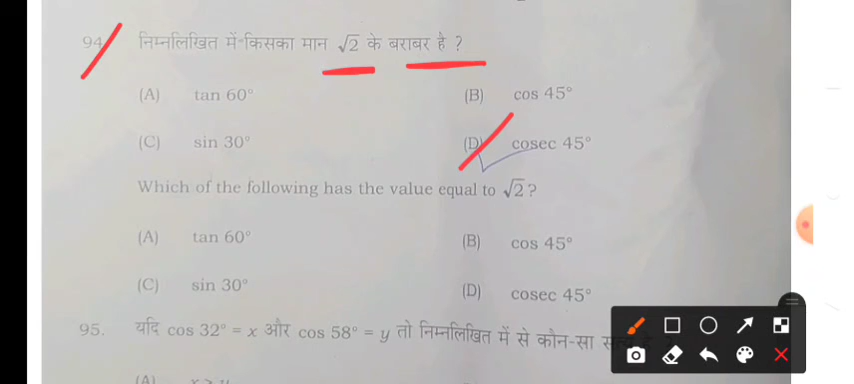 94. निम्नलिखित में-किसका मान √2 के बराबर है ?
(A) tan 60° (B) cos 45°
(C) sin 30° (D) cosec 45°
Which of the following has the value equal to √2?
(A) tan 60° (B) cos 45°
(C) sin 30° (D) cosec 45°
95. यदि cos 32° = x और cos 58° = y तो निम्नलिखित में से कौन-सा
(A) x > y